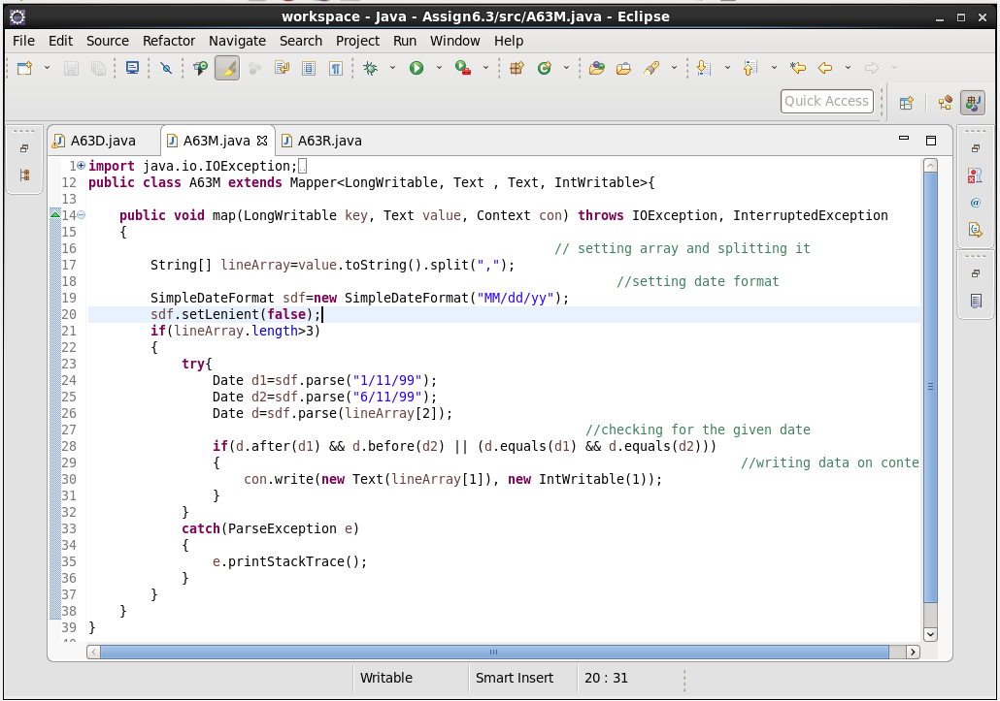 workspace - Java - Assign6.3/src/A63M.java - Eclipse
File Edit Source Refactor Navigate Search Project Run Window Help
Quick Access
A63D.java A63M.java A63R.java
1 import java.io.IOException;
12 public class A63M extends Mapper<LongWritable, Text , Text, IntWritable>{
13
14 public void map(LongWritable key, Text value, Context con) throws IOException, InterruptedException
15 {
16 // setting array and splitting it
17 String[] lineArray=value.toString().split(",");
18 //setting date format
19 SimpleDateFormat sdf=new SimpleDateFormat("MM/dd/yy");
20 sdf.setLenient(false);
21 if(lineArray.length>3)
22 {
23 try{
24 Date d1=sdf.parse("1/11/99");
25 Date d2=sdf.parse("6/11/99");
26 Date d=sdf.parse(lineArray[2]);
27 //checking for the given date
28 if(d.after(d1) && d.before(d2) || (d.equals(d1) && d.equals(d2)))
29 { //writing data on conte
30 con.write(new Text(lineArray[1]), new IntWritable(1));
31 }
32 }
33 catch(ParseException e)
34 {
35 e.printStackTrace();
36 }
37 }
38 }
39 }
Writable Smart Insert 20 : 31